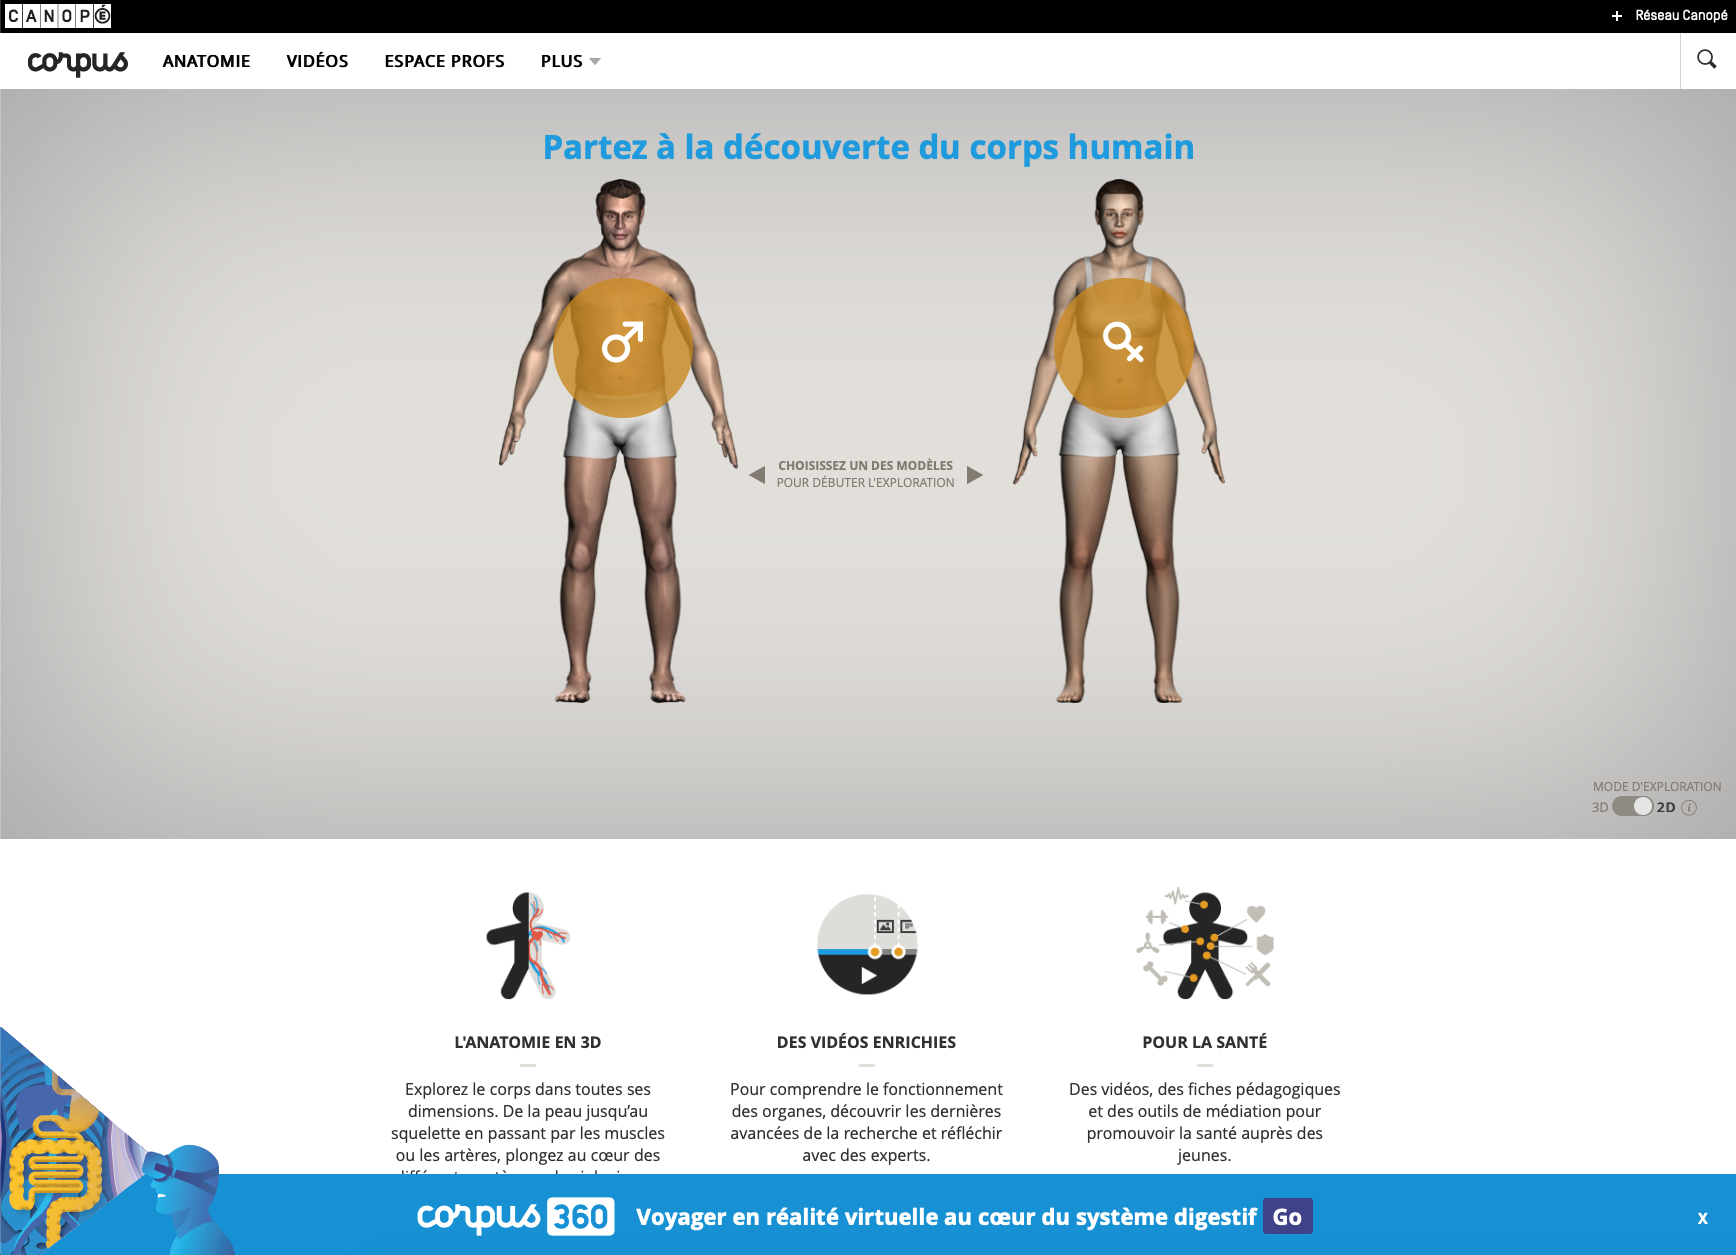 CANOPÉ
+ Réseau Canopé
corpus
ANATOMIE
VIDÉOS
ESPACE PROFS
PLUS
Partez à la découverte du corps humain
CHOISISSEZ UN DES MODÈLES
POUR DÉBUTER L'EXPLORATION
MODE D'EXPLORATION
3D 2D i
L'ANATOMIE EN 3D
Explorez le corps dans toutes ses
dimensions. De la peau jusqu’au
squelette en passant par les muscles
ou les artères, plongez au cœur des
DES VIDÉOS ENRICHIES
Pour comprendre le fonctionnement
des organes, découvrir les dernières
avancées de la recherche et réfléchir
avec des experts.
POUR LA SANTÉ
Des vidéos, des fiches pédagogiques
et des outils de médiation pour
promouvoir la santé auprès des
jeunes.
corpus 360 Voyager en réalité virtuelle au cœur du système digestif Go
x